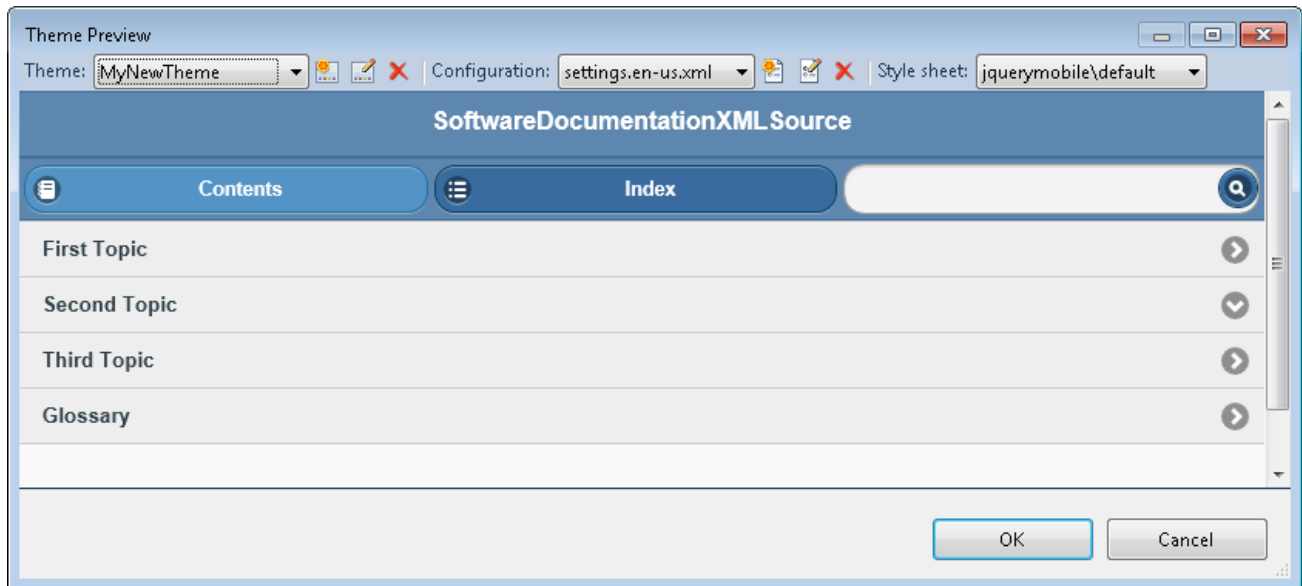 Theme Preview
Theme: MyNewTheme Configuration: settings.en-us.xml Style sheet: jquerymobile\default
SoftwareDocumentationXMLSource
Contents Index
First Topic
Second Topic
Third Topic
Glossary
OK Cancel